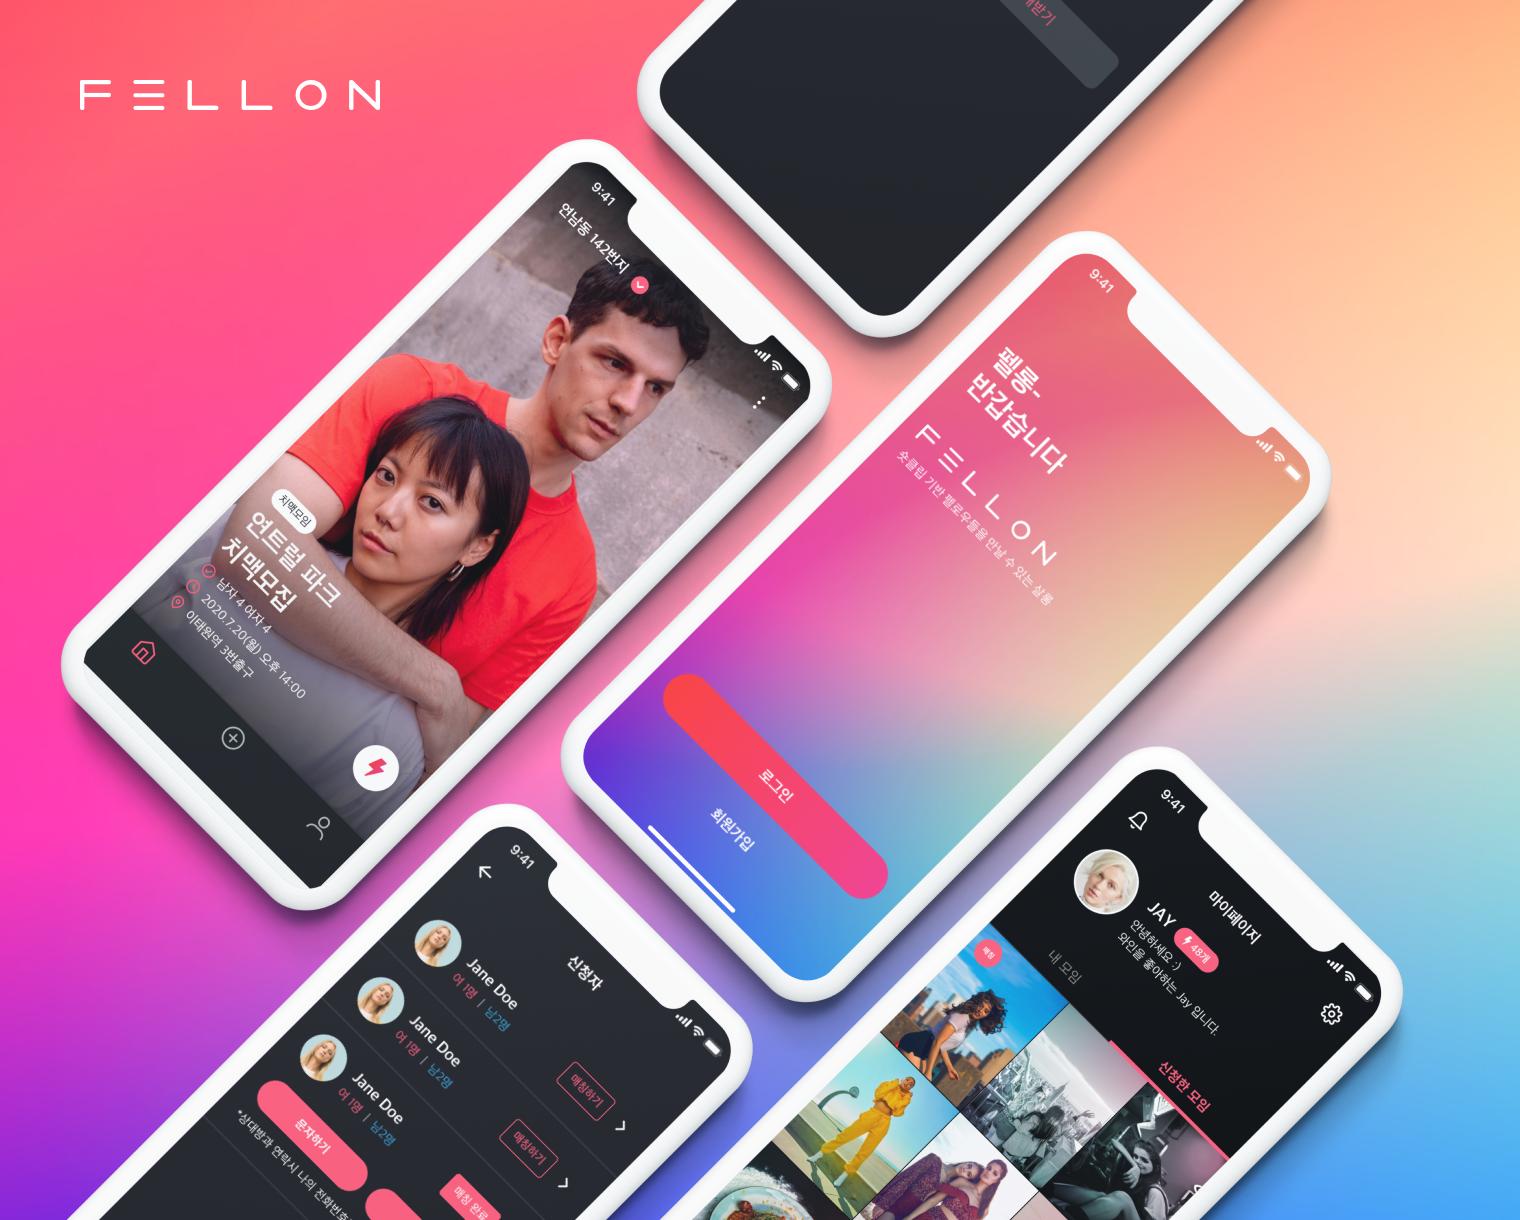 FELLON
9:41
연남동 142번지
치맥모임
연트럴 파크
치맥모집
남자 4 여자 4
2020.7.20(월) 오후 14:00
이태원역 3번출구
9:41
펠롱-
반갑습니다
FELLON
숏클립 기반 펠로우들을 만날 수 있는 살롱
로그인
회원가입
9:41
신청자
Jane Doe
여 1명 | 남2명
매칭하기
Jane Doe
여 1명 | 남2명
매칭하기
Jane Doe
여 1명 | 남2명
매칭 완료
문자하기
*상대방과 연락시 나의 전화번호
9:41
마이페이지
JAY
48개
안녕하세요 :)
와인을 좋아하는 Jay 입니다.
내 모임
신청한 모임
매칭